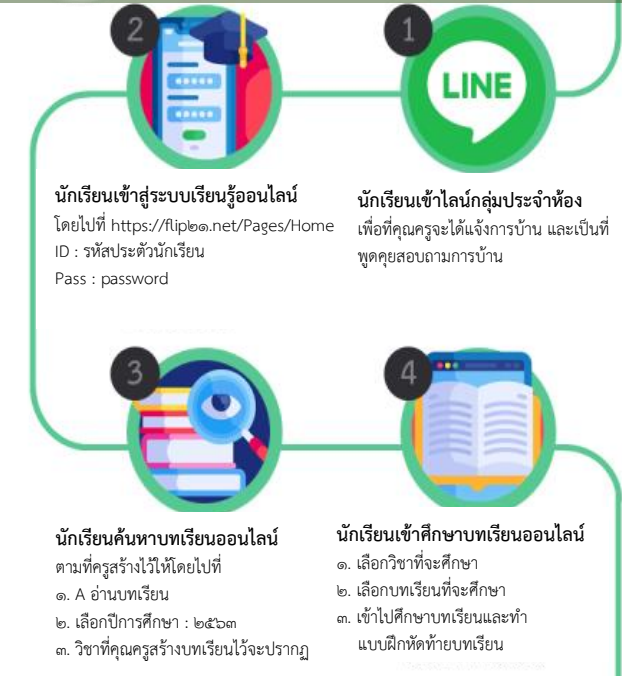 1
LINE
นักเรียนเข้าไลน์กลุ่มประจำห้อง
เพื่อที่คุณครูจะได้แจ้งการบ้าน และเป็นที่
พูดคุยสอบถามการบ้าน
2
นักเรียนเข้าสู่ระบบเรียนรู้ออนไลน์
โดยไปที่ https://flip๒๑.net/Pages/Home
ID : รหัสประตัวนักเรียน
Pass : password
3
นักเรียนค้นหาบทเรียนออนไลน์
ตามที่ครูสร้างไว้ให้โดยไปที่
๑. A อ่านบทเรียน
๒. เลือกปีการศึกษา : ๒๕๖๓
๓. วิชาที่คุณครูสร้างบทเรียนไว้จะปรากฏ
4
นักเรียนเข้าศึกษาบทเรียนออนไลน์
๑. เลือกวิชาที่จะศึกษา
๒. เลือกบทเรียนที่จะศึกษา
๓. เข้าไปศึกษาบทเรียนและทำ
แบบฝึกหัดท้ายบทเรียน